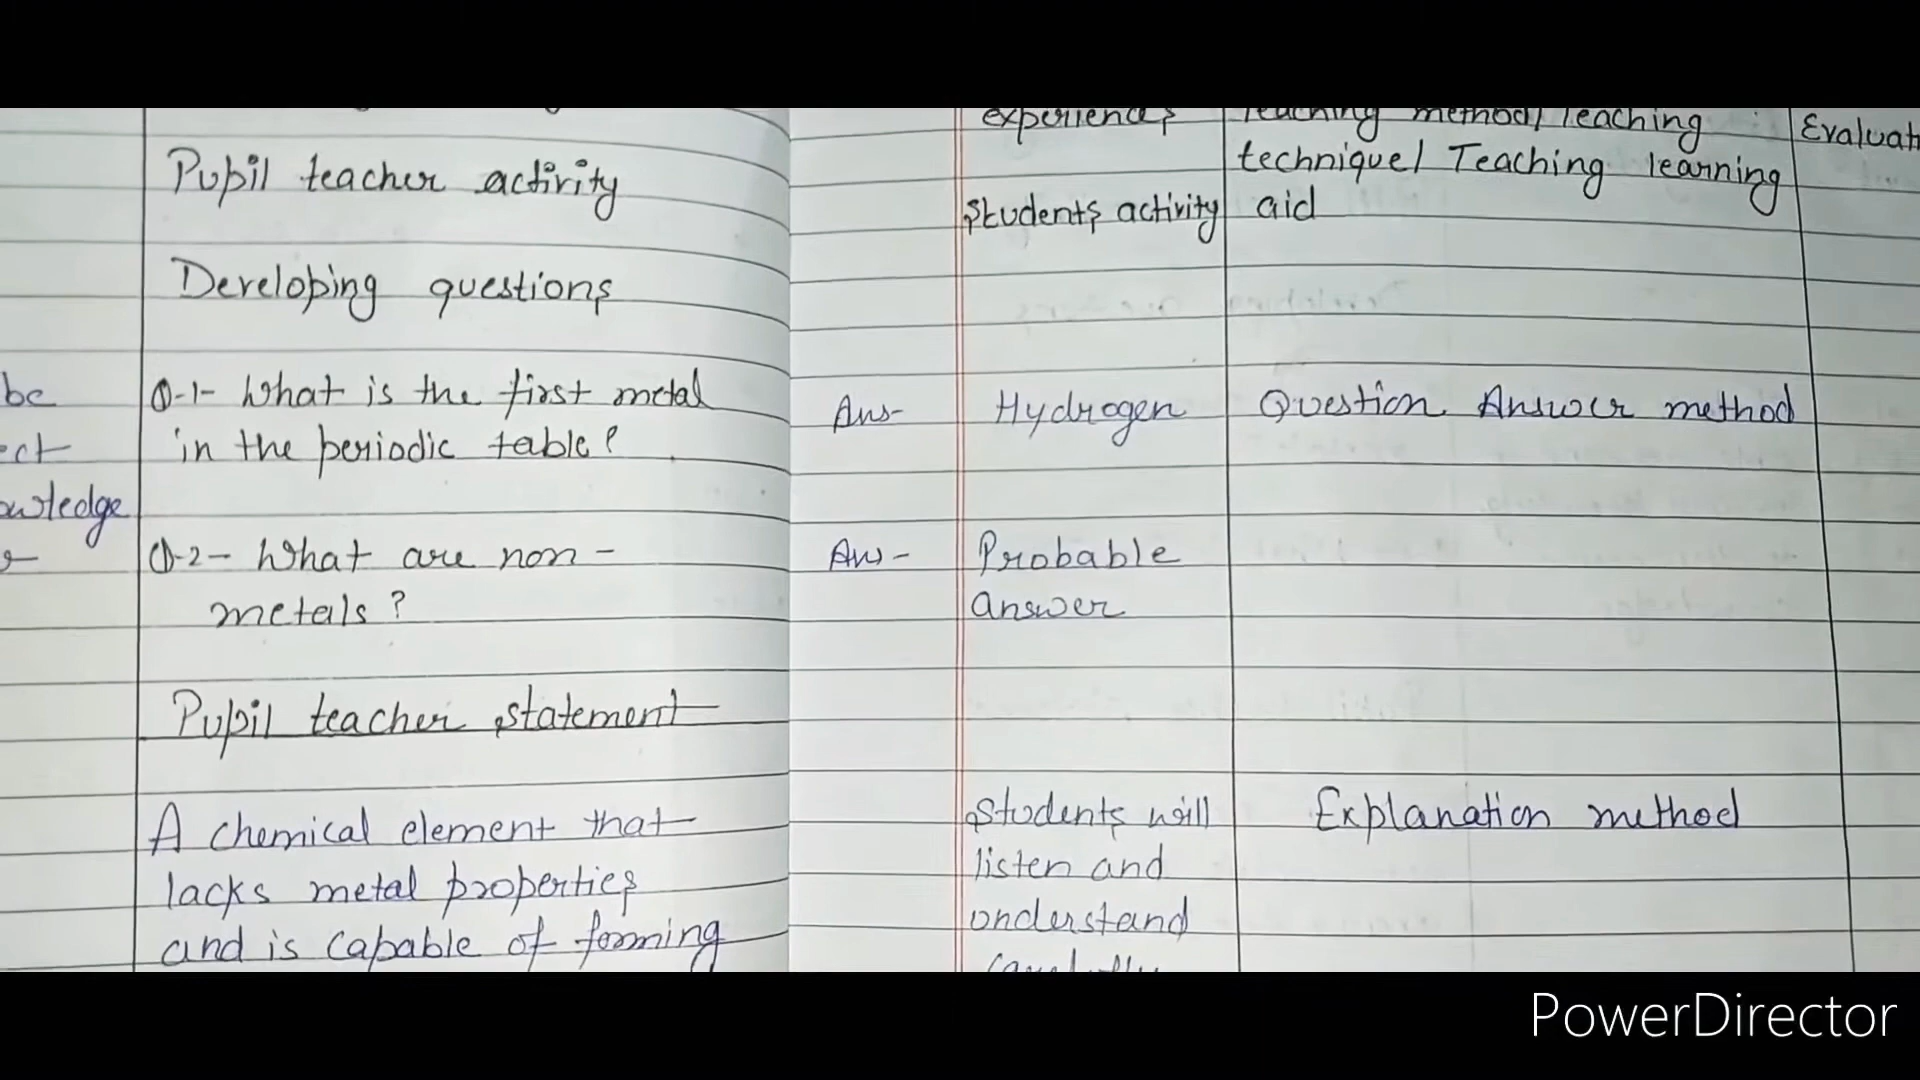 Pupil teacher activity
Developing questions
be
ect
owledge
Q-1- What is the first metal
in the periodic table?
Q-2- What are non-
metals?
Pupil teacher statement
A chemical element that
lacks metal properties
and is capable of forming
experiences
Students activity
Teaching method/Teaching
technique/Teaching learning
aid
Evaluati
Ans- Hydrogen
Question Answer method
Ans- Probable
answer
Students will
listen and
understand
carefully
Explanation method
PowerDirector